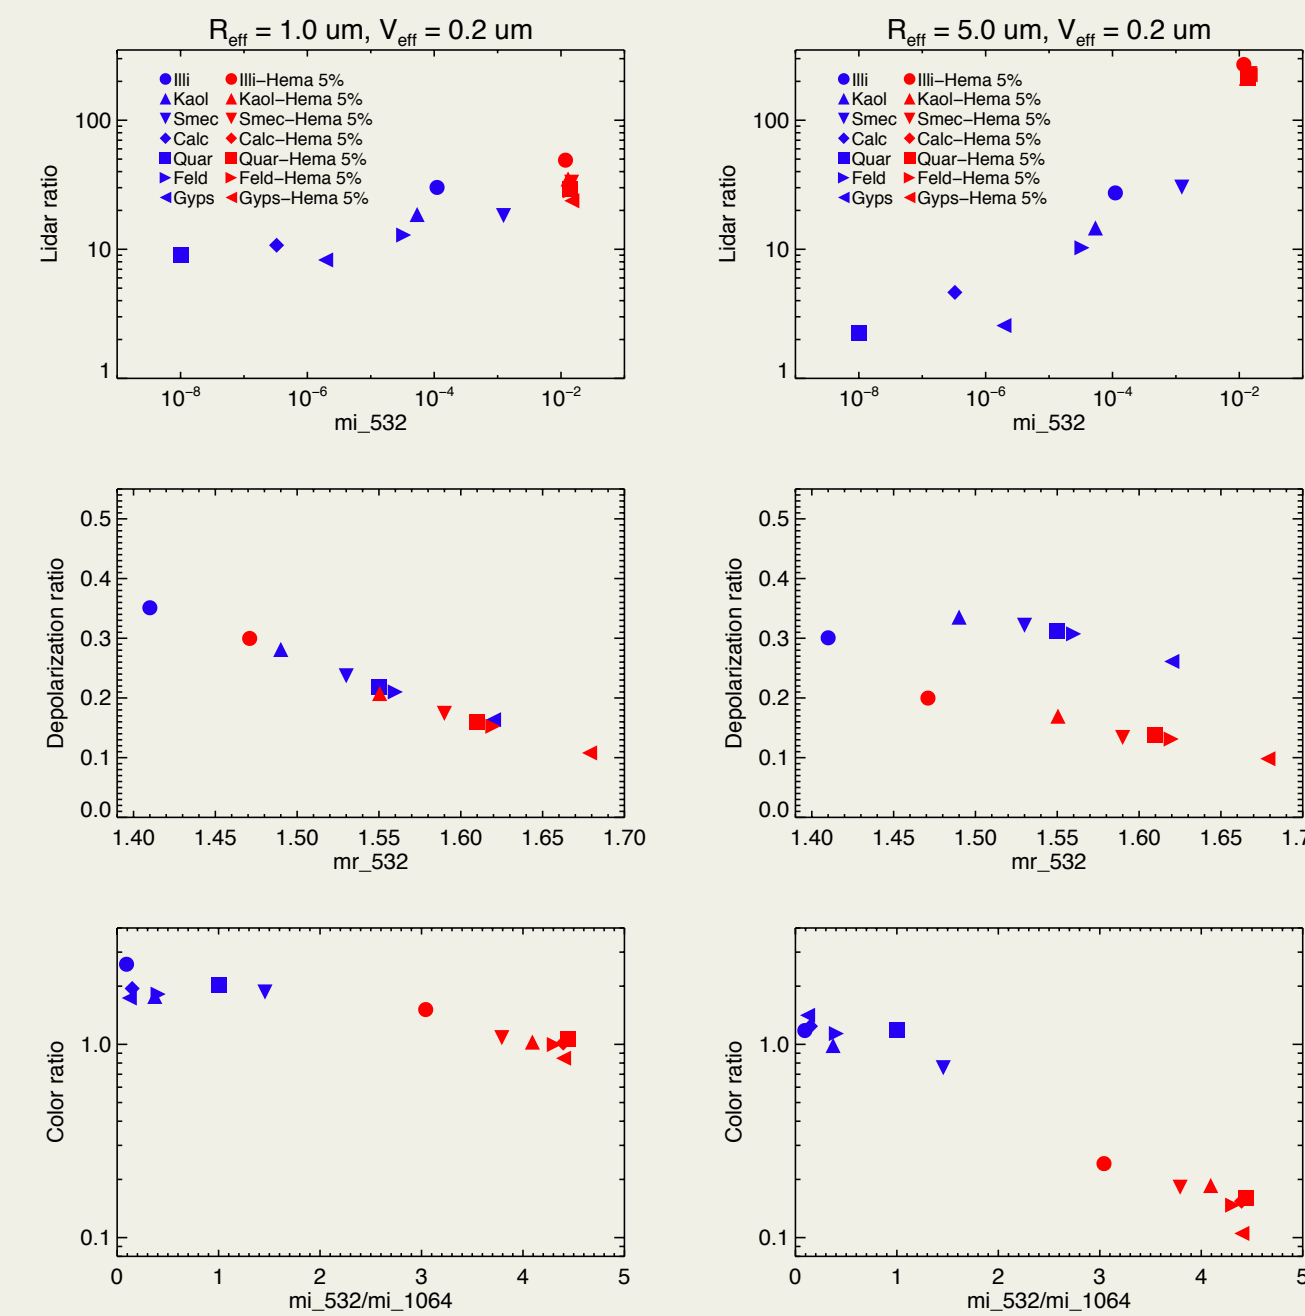 R_eff = 1.0 um, V_eff = 0.2 um
Illi Illi−Hema 5%
Kaol Kaol−Hema 5%
Smec Smec−Hema 5%
Calc Calc−Hema 5%
Quar Quar−Hema 5%
Feld Feld−Hema 5%
Gyps Gyps−Hema 5%
100
10
1
Lidar ratio
10^−8 10^−6 10^−4 10^−2
mi_532
R_eff = 5.0 um, V_eff = 0.2 um
Illi Illi−Hema 5%
Kaol Kaol−Hema 5%
Smec Smec−Hema 5%
Calc Calc−Hema 5%
Quar Quar−Hema 5%
Feld Feld−Hema 5%
Gyps Gyps−Hema 5%
100
10
1
Lidar ratio
10^−8 10^−6 10^−4 10^−2
mi_532
0.5
0.4
0.3
0.2
0.1
0.0
Depolarization ratio
1.40 1.45 1.50 1.55 1.60 1.65 1.70
mr_532
0.5
0.4
0.3
0.2
0.1
0.0
Depolarization ratio
1.40 1.45 1.50 1.55 1.60 1.65 1.7
mr_532
1.0
0.1
Color ratio
0 1 2 3 4 5
mi_532/mi_1064
1.0
0.1
Color ratio
0 1 2 3 4 5
mi_532/mi_1064